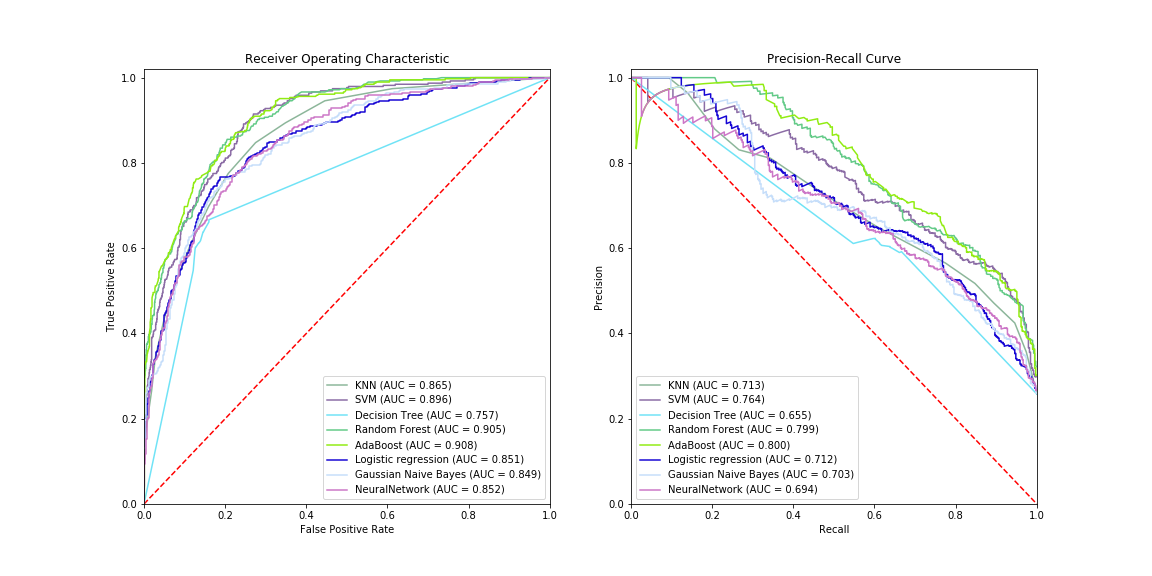 Receiver Operating Characteristic
1.0
0.8
0.6
0.4
0.2
0.0
True Positive Rate
KNN (AUC = 0.865)
SVM (AUC = 0.896)
Decision Tree (AUC = 0.757)
Random Forest (AUC = 0.905)
AdaBoost (AUC = 0.908)
Logistic regression (AUC = 0.851)
Gaussian Naive Bayes (AUC = 0.849)
NeuralNetwork (AUC = 0.852)
0.0 0.2 0.4 0.6 0.8 1.0
False Positive Rate
Precision-Recall Curve
1.0
0.8
0.6
0.4
0.2
0.0
Precision
KNN (AUC = 0.713)
SVM (AUC = 0.764)
Decision Tree (AUC = 0.655)
Random Forest (AUC = 0.799)
AdaBoost (AUC = 0.800)
Logistic regression (AUC = 0.712)
Gaussian Naive Bayes (AUC = 0.703)
NeuralNetwork (AUC = 0.694)
0.0 0.2 0.4 0.6 0.8 1.0
Recall